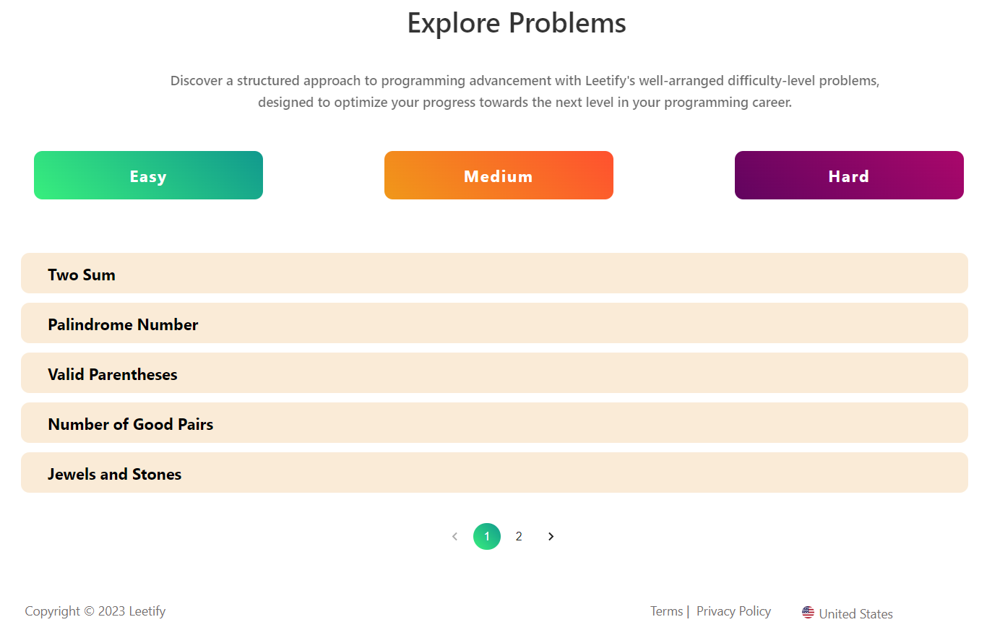 Explore Problems
Discover a structured approach to programming advancement with Leetify's well-arranged difficulty-level problems,
designed to optimize your progress towards the next level in your programming career.
Easy Medium Hard
Two Sum
Palindrome Number
Valid Parentheses
Number of Good Pairs
Jewels and Stones
1 2
Copyright © 2023 Leetify Terms | Privacy Policy United States